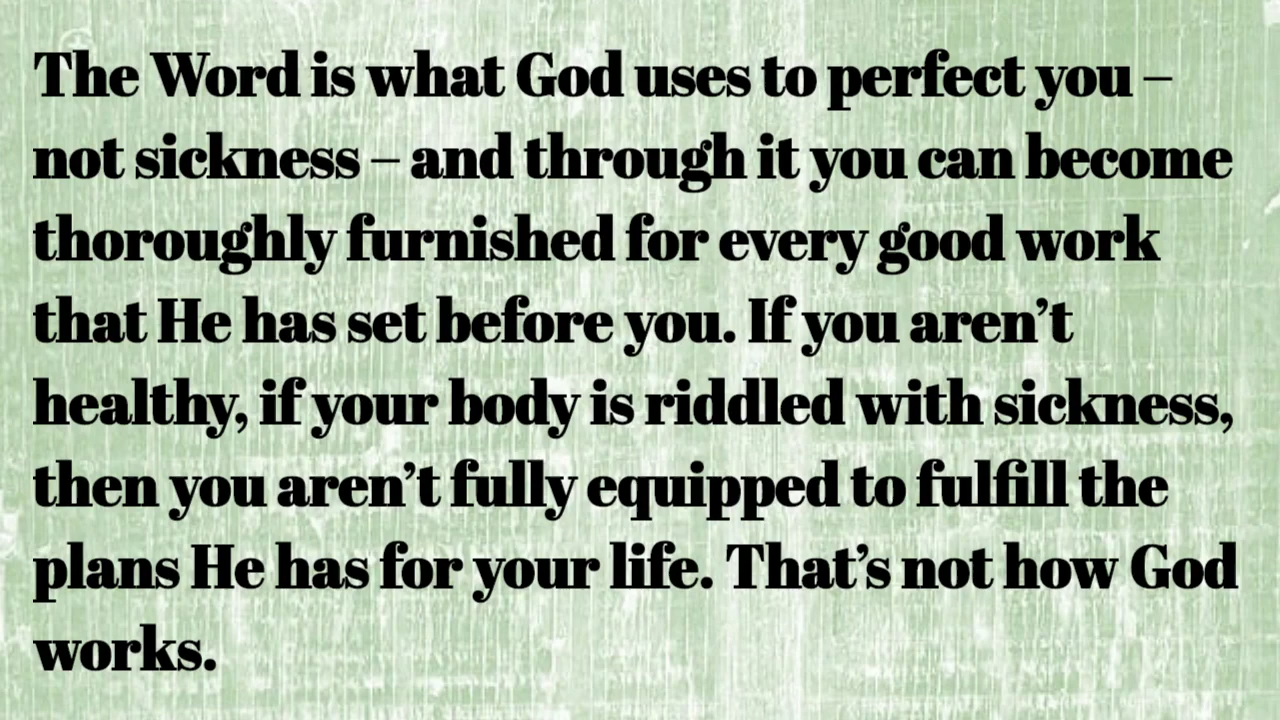 The Word is what God uses to perfect you –
not sickness – and through it you can become
thoroughly furnished for every good work
that He has set before you. If you aren’t
healthy, if your body is riddled with sickness,
then you aren’t fully equipped to fulfill the
plans He has for your life. That’s not how God
works.